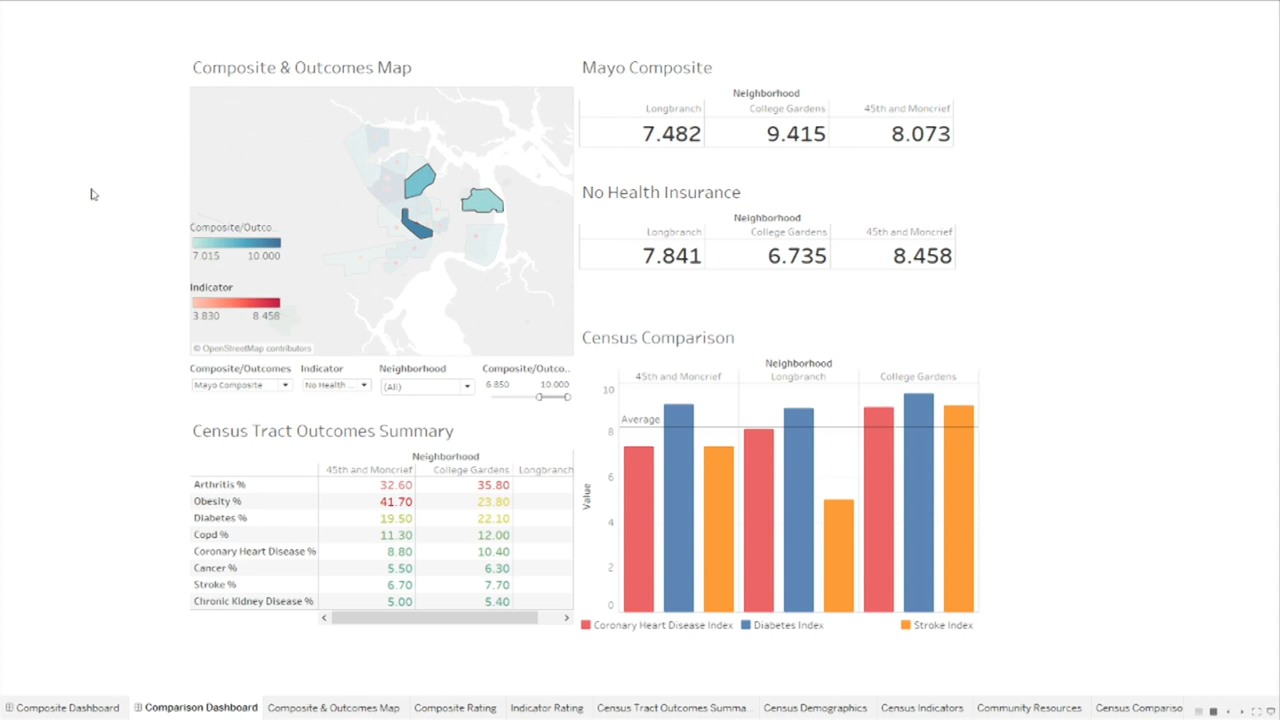 Composite & Outcomes Map
Composite/Outco..
7 015 10.000
Indicator
3 830 8 458
© OpenStreetMap contributors
Composite/Outcomes Indicator Neighborhood Composite/Outco..
Mayo Composite No Health ... (All) 6 850 10.000
Mayo Composite
Neighborhood
Longbranch College Gardens 45th and Moncrief
7.482 9.415 8.073
No Health Insurance
Neighborhood
Longbranch College Gardens 45th and Moncrief
7.841 6.735 8.458
Census Tract Outcomes Summary
Neighborhood
45th and Moncrief College Gardens Longbranch
Arthritis % 32.60 35.80
Obesity % 41.70 23.80
Diabetes % 19.50 22.10
Copd % 11.30 12.00
Coronary Heart Disease % 8.80 10.40
Cancer % 5.50 6.30
Stroke % 6.70 7.70
Chronic Kidney Disease % 5.00 5.40
Census Comparison
Neighborhood
45th and Moncrief Longbranch College Gardens
10
Average
8
6
Value
4
2
0
Coronary Heart Disease Index Diabetes Index Stroke Index
Composite Dashboard Comparison Dashboard Composite & Outcomes Map Composite Rating Indicator Rating Census Tract Outcomes Summa... Census Demographics Census Indicators Community Resources Census Compariso